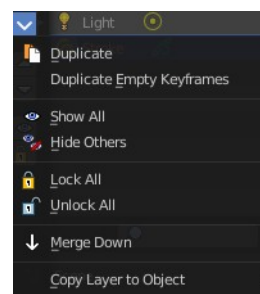 Light
Duplicate
Duplicate Empty Keyframes
Show All
Hide Others
Lock All
Unlock All
Merge Down
Copy Layer to Object